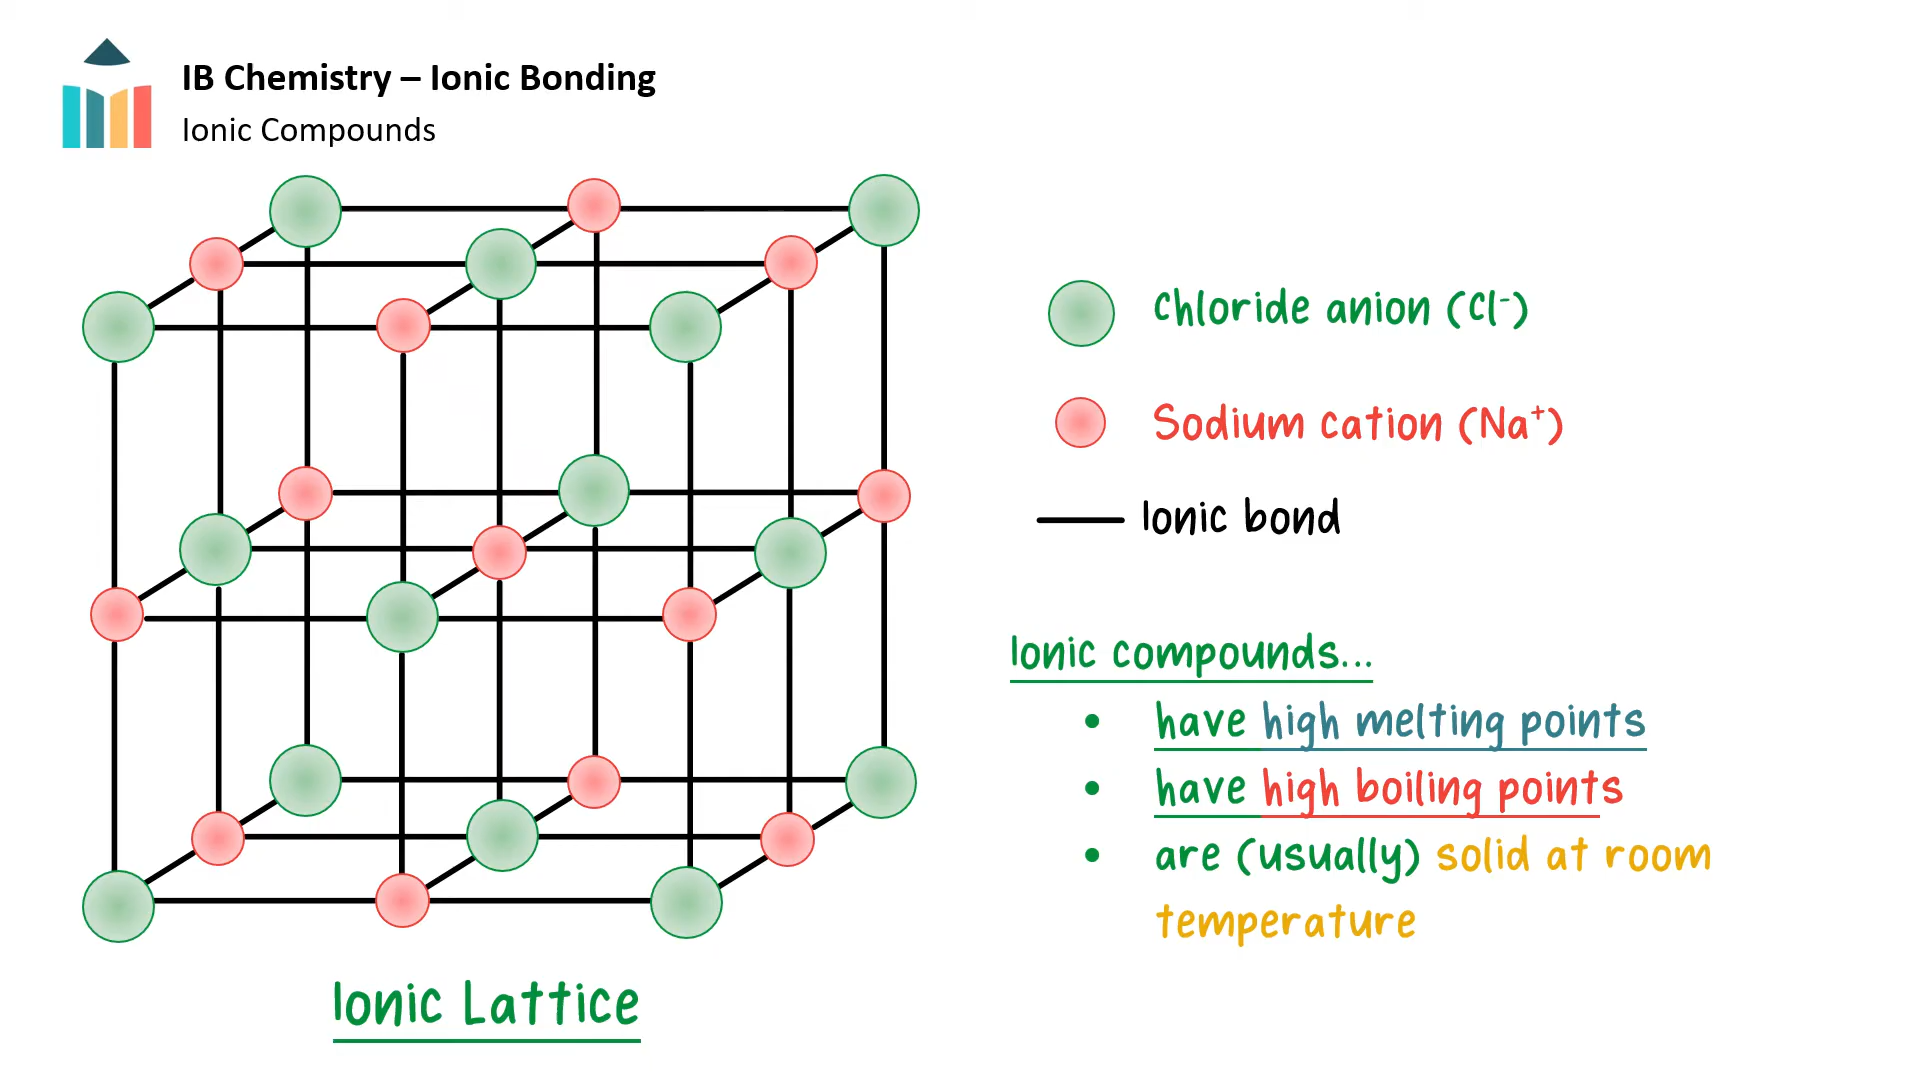 IB Chemistry – Ionic Bonding
Ionic Compounds
Chloride anion (Cl⁻)
Sodium cation (Na⁺)
Ionic bond
Ionic compounds...
• have high melting points
• have high boiling points
• are (usually) solid at room
temperature
Ionic Lattice